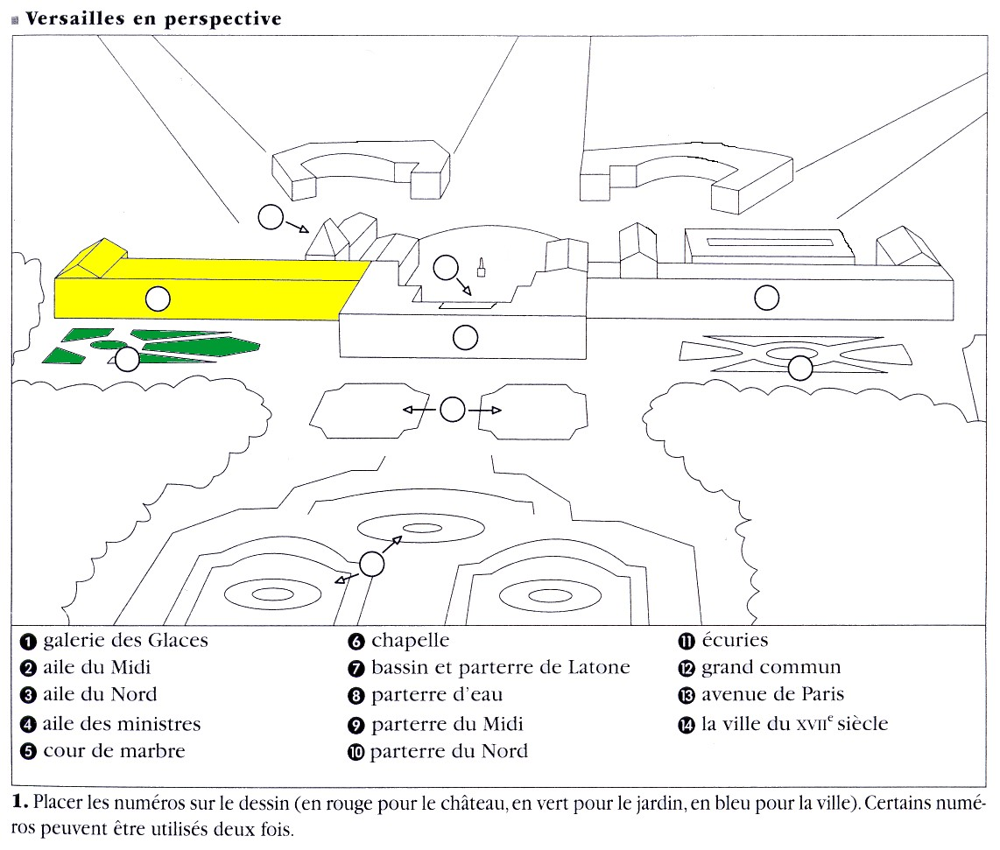 Versailles en perspective
❶ galerie des Glaces
❷ aile du Midi
❸ aile du Nord
❹ aile des ministres
❺ cour de marbre
❻ chapelle
❼ bassin et parterre de Latone
❽ parterre d'eau
❾ parterre du Midi
❿ parterre du Nord
⓫ écuries
⓬ grand commun
⓭ avenue de Paris
⓮ la ville du XVIIᵉ siècle
1. Placer les numéros sur le dessin (en rouge pour le château, en vert pour le jardin, en bleu pour la ville). Certains numé-
ros peuvent être utilisés deux fois.